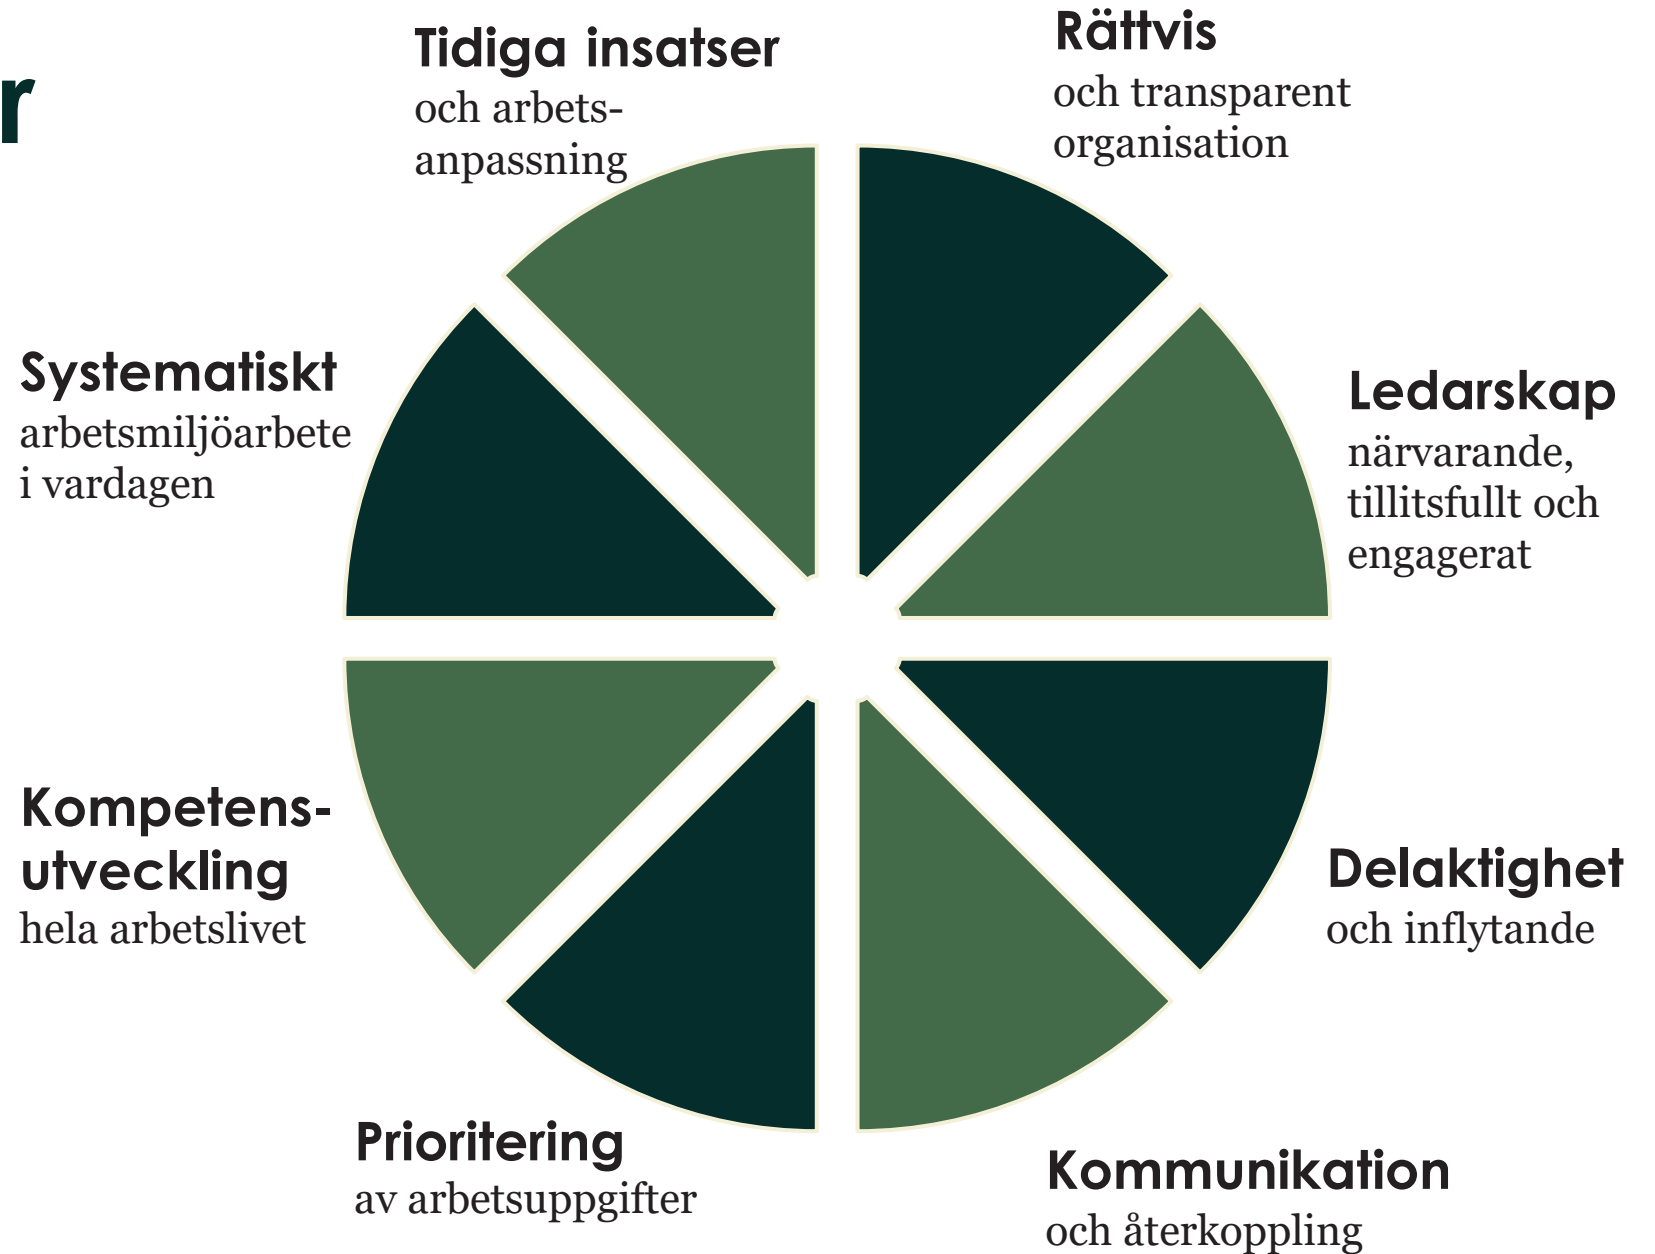 r
Tidiga insatser
och arbets-
anpassning
Rättvis
och transparent
organisation
Ledarskap
närvarande,
tillitsfullt och
engagerat
Delaktighet
och inflytande
Kommunikation
och återkoppling
Prioritering
av arbetsuppgifter
Kompetens-
utveckling
hela arbetslivet
Systematiskt
arbetsmiljöarbete
i vardagen